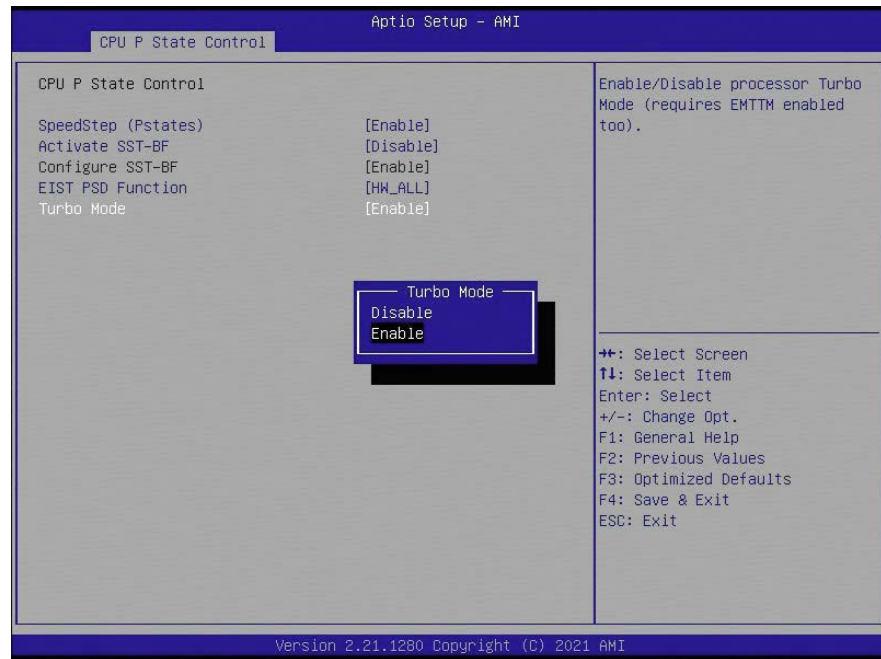 Aptio Setup – AMI
CPU P State Control
CPU P State Control
SpeedStep (Pstates) [Enable]
Activate SST-BF [Disable]
Configure SST-BF [Enable]
EIST PSD Function [HW_ALL]
Turbo Mode [Enable]
Turbo Mode
Disable
Enable
Enable/Disable processor Turbo
Mode (requires EMTTM enabled
too).
→←: Select Screen
↑↓: Select Item
Enter: Select
+/-: Change Opt.
F1: General Help
F2: Previous Values
F3: Optimized Defaults
F4: Save & Exit
ESC: Exit
Version 2.21.1280 Copyright (C) 2021 AMI